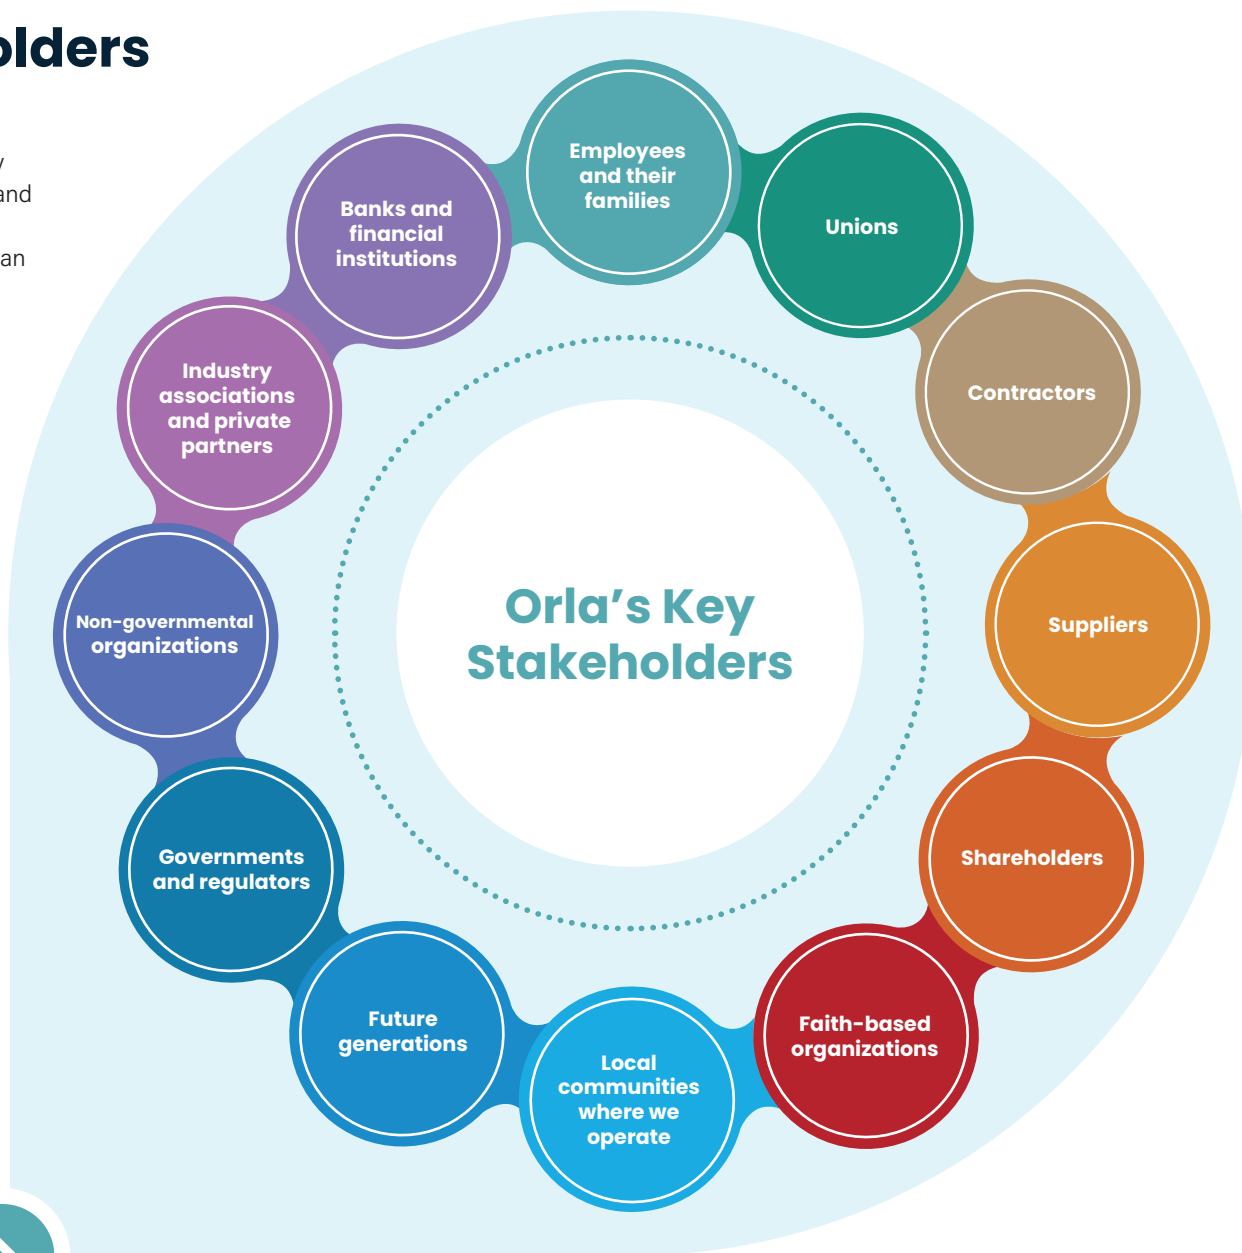 olders
and
an
Employees
and their
families
Unions
Contractors
Suppliers
Shareholders
Faith-based
organizations
Local
communities
where we
operate
Future
generations
Governments
and regulators
Non-governmental
organizations
Industry
associations
and private
partners
Banks and
financial
institutions
Orla’s Key
Stakeholders